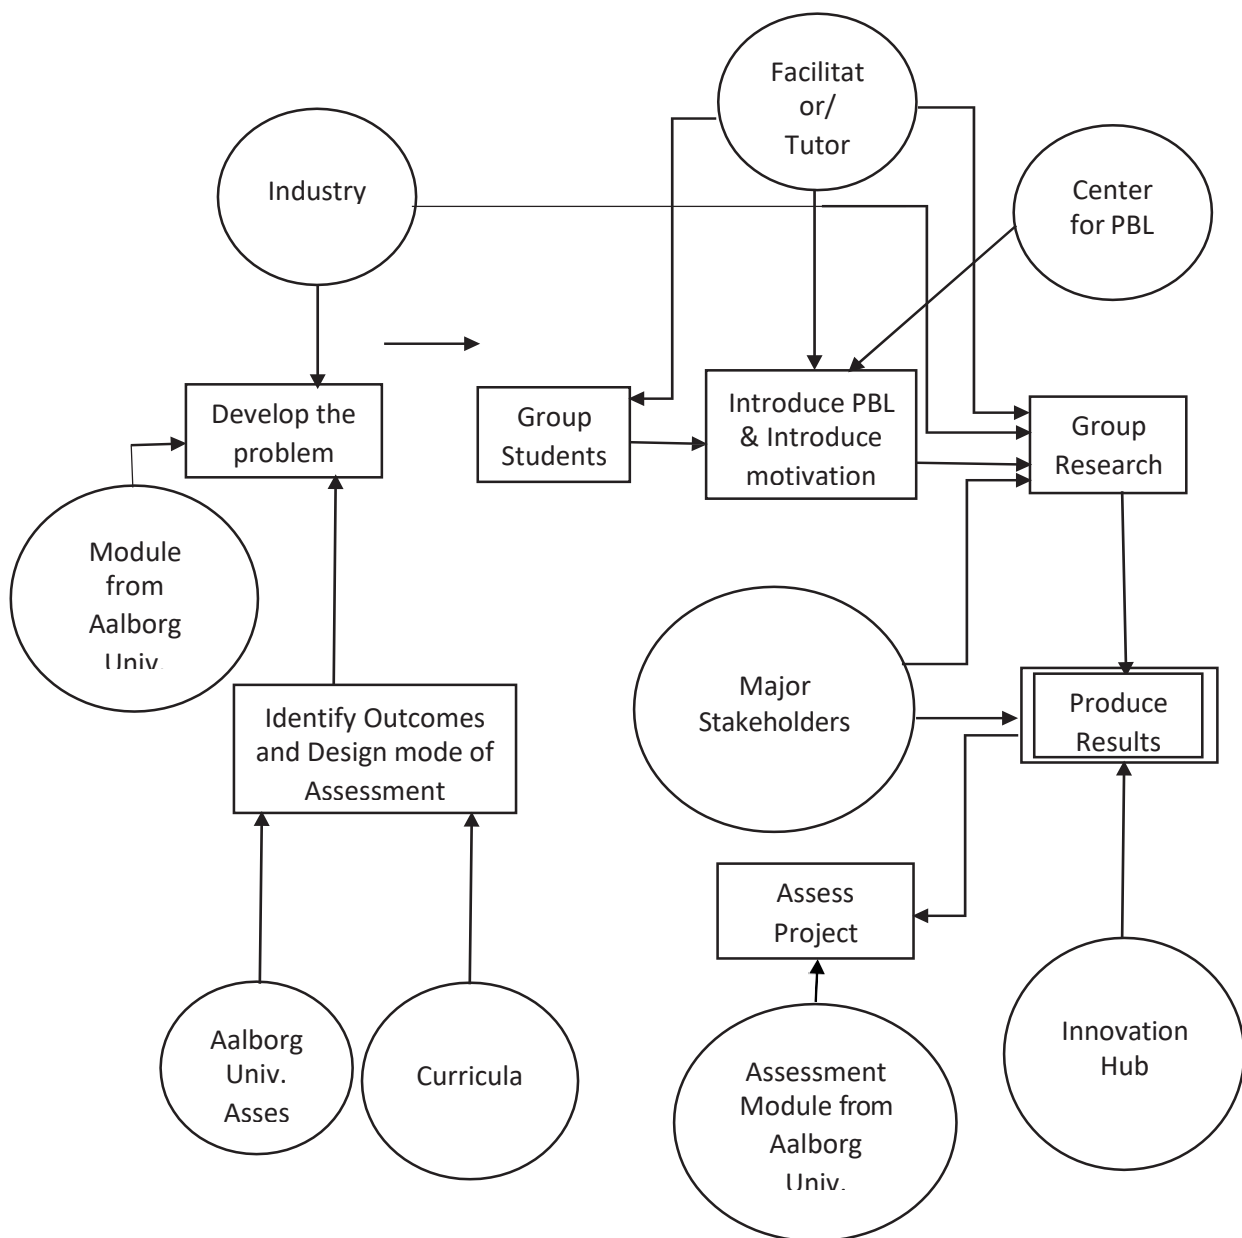 Facilitat
or/
Tutor
Industry
Center
for PBL
Develop the
problem
Group
Students
Introduce PBL
& Introduce
motivation
Group
Research
Module
from
Aalborg
Univ.
Identify Outcomes
and Design mode of
Assessment
Major
Stakeholders
Produce
Results
Assess
Project
Aalborg
Univ.
Asses
Curricula
Assessment
Module from
Aalborg
Univ.
Innovation
Hub